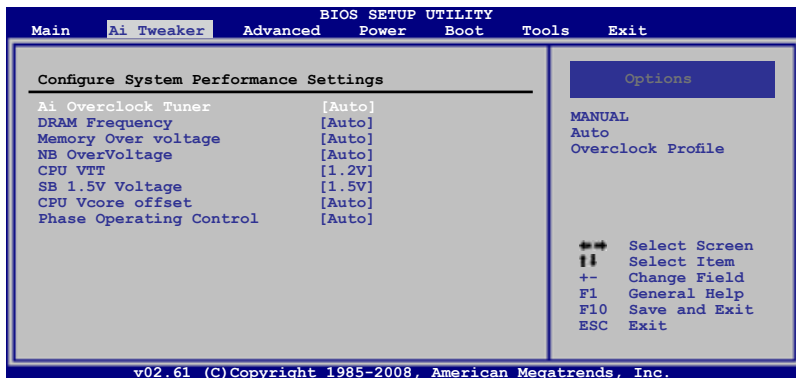 BIOS SETUP UTILITY
Main Ai Tweaker Advanced Power Boot Tools Exit
Configure System Performance Settings
Ai Overclock Tuner [Auto]
DRAM Frequency [Auto]
Memory Over voltage [Auto]
NB OverVoltage [Auto]
CPU VTT [1.2V]
SB 1.5V Voltage [1.5V]
CPU Vcore offset [Auto]
Phase Operating Control [Auto]
Options
MANUAL
Auto
Overclock Profile
Select Screen
Select Item
+- Change Field
F1 General Help
F10 Save and Exit
ESC Exit
v02.61 (C)Copyright 1985-2008, American Megatrends, Inc.